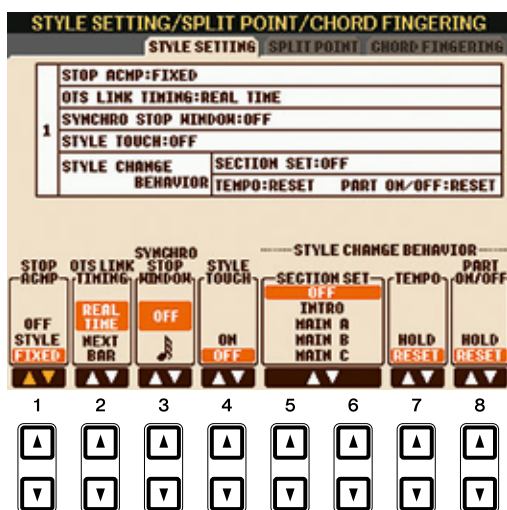 STYLE SETTING/SPLIT POINT/CHORD FINGERING
STYLE SETTING SPLIT POINT CHORD FINGERING
1
STOP ACMP:FIXED
OTS LINK TIMING:REAL TIME
SYNCHRO STOP WINDOW:OFF
STYLE TOUCH:OFF
STYLE CHANGE BEHAVIOR
SECTION SET:OFF
TEMPO:RESET PART ON/OFF:RESET
STOP ACMP
OFF
STYLE
FIXED
OTS LINK TIMING
REAL TIME
NEXT BAR
SYNCHRO STOP WINDOW
OFF
STYLE TOUCH
ON
OFF
STYLE CHANGE BEHAVIOR
SECTION SET
OFF
INTRO
MAIN A
MAIN B
MAIN C
TEMPO
HOLD
RESET
PART ON/OFF
HOLD
RESET
1 2 3 4 5 6 7 8